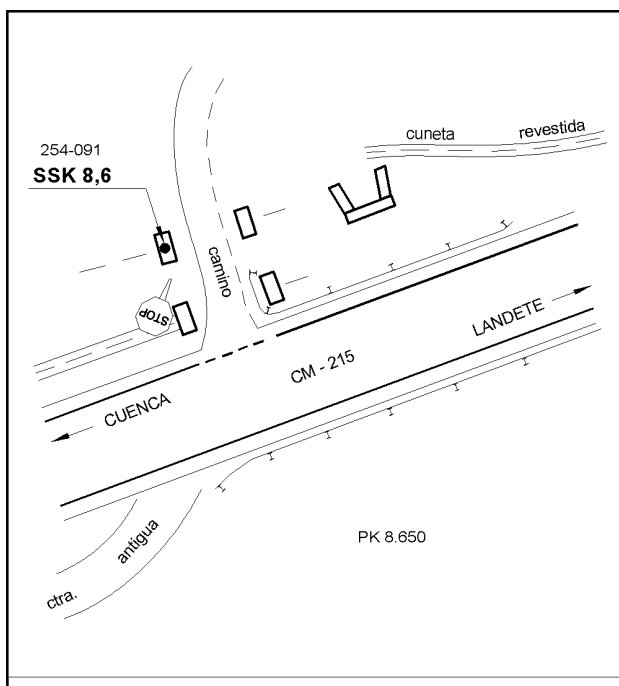 cuneta revestida
254-091
SSK 8,6
camino
STOP
LANDETE
CM - 215
CUENCA
PK 8.650
antigua
ctra.